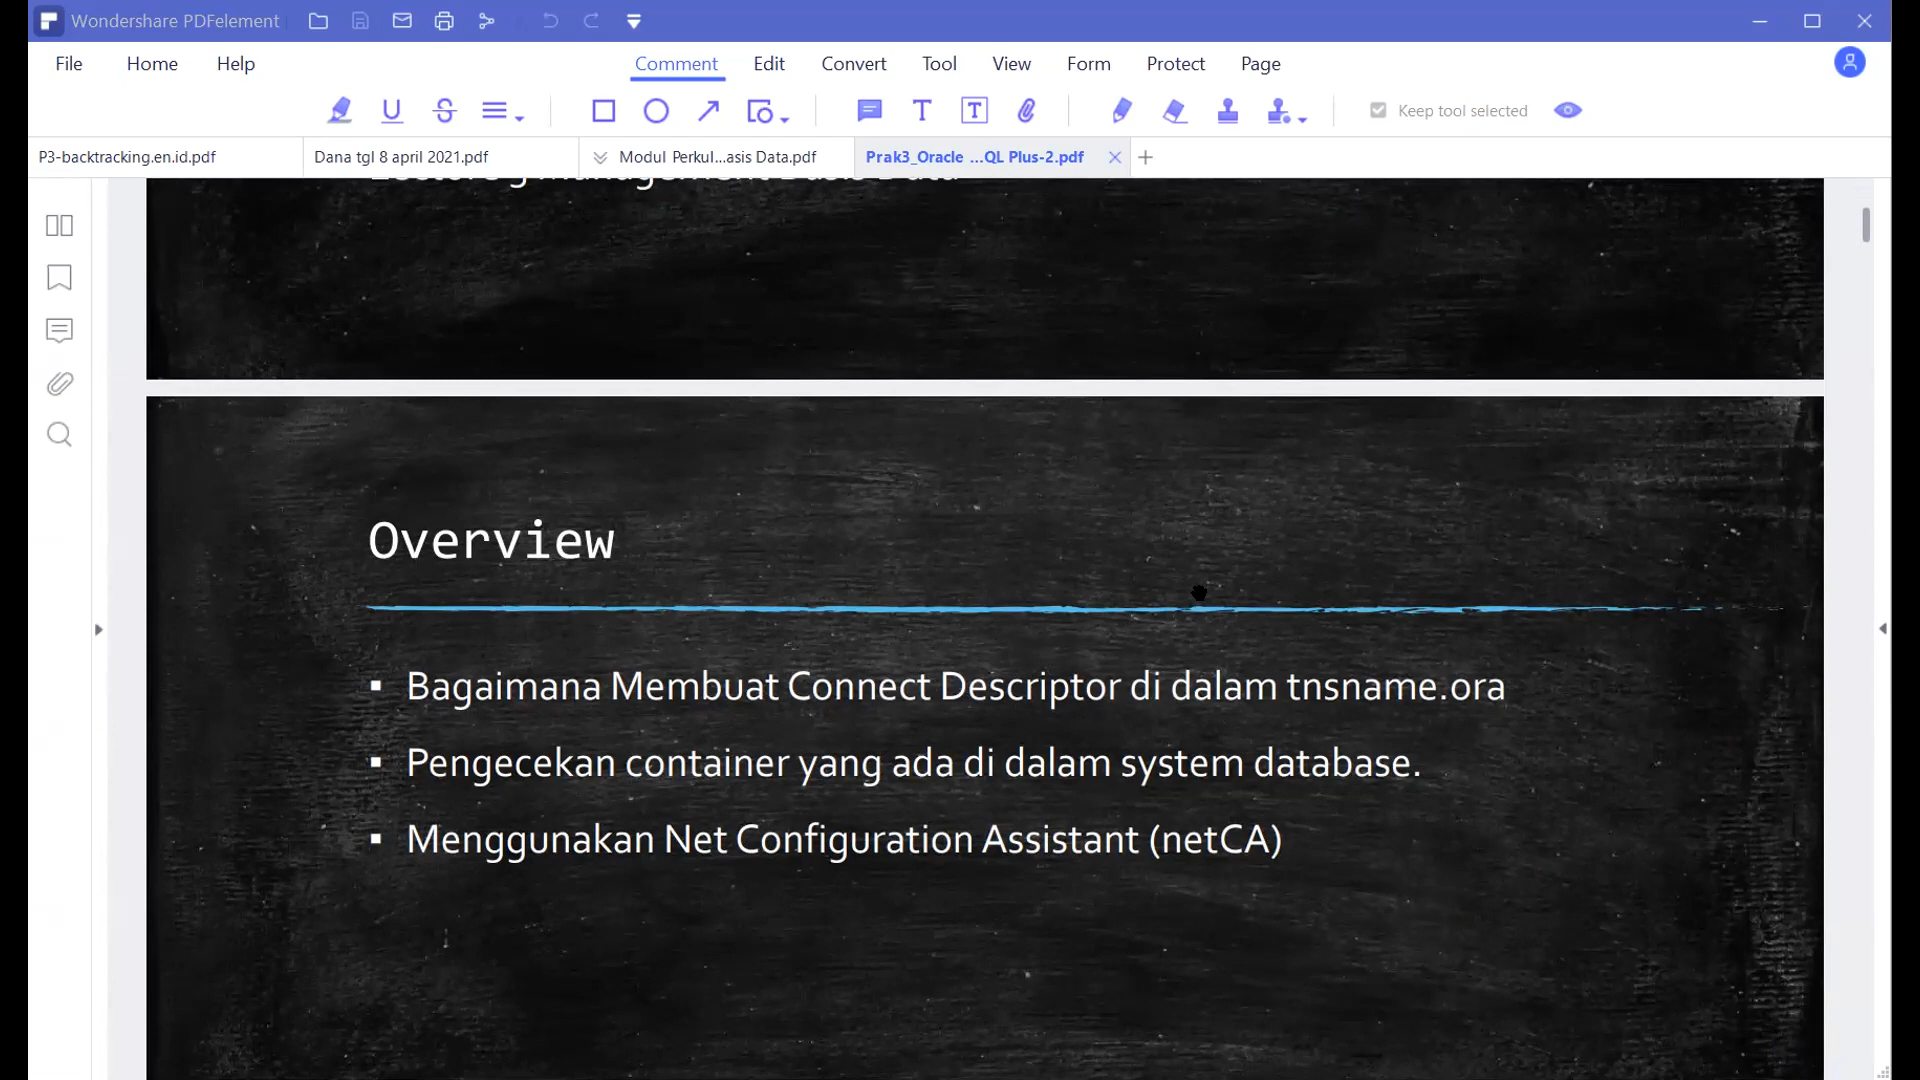 Wondershare PDFelement
File Home Help Comment Edit Convert Tool View Form Protect Page
Keep tool selected
P3-backtracking.en.id.pdf Dana tgl 8 april 2021.pdf Modul Perkul...asis Data.pdf Prak3_Oracle ...QL Plus-2.pdf
Overview
▪ Bagaimana Membuat Connect Descriptor di dalam tnsname.ora
▪ Pengecekan container yang ada di dalam system database.
▪ Menggunakan Net Configuration Assistant (netCA)